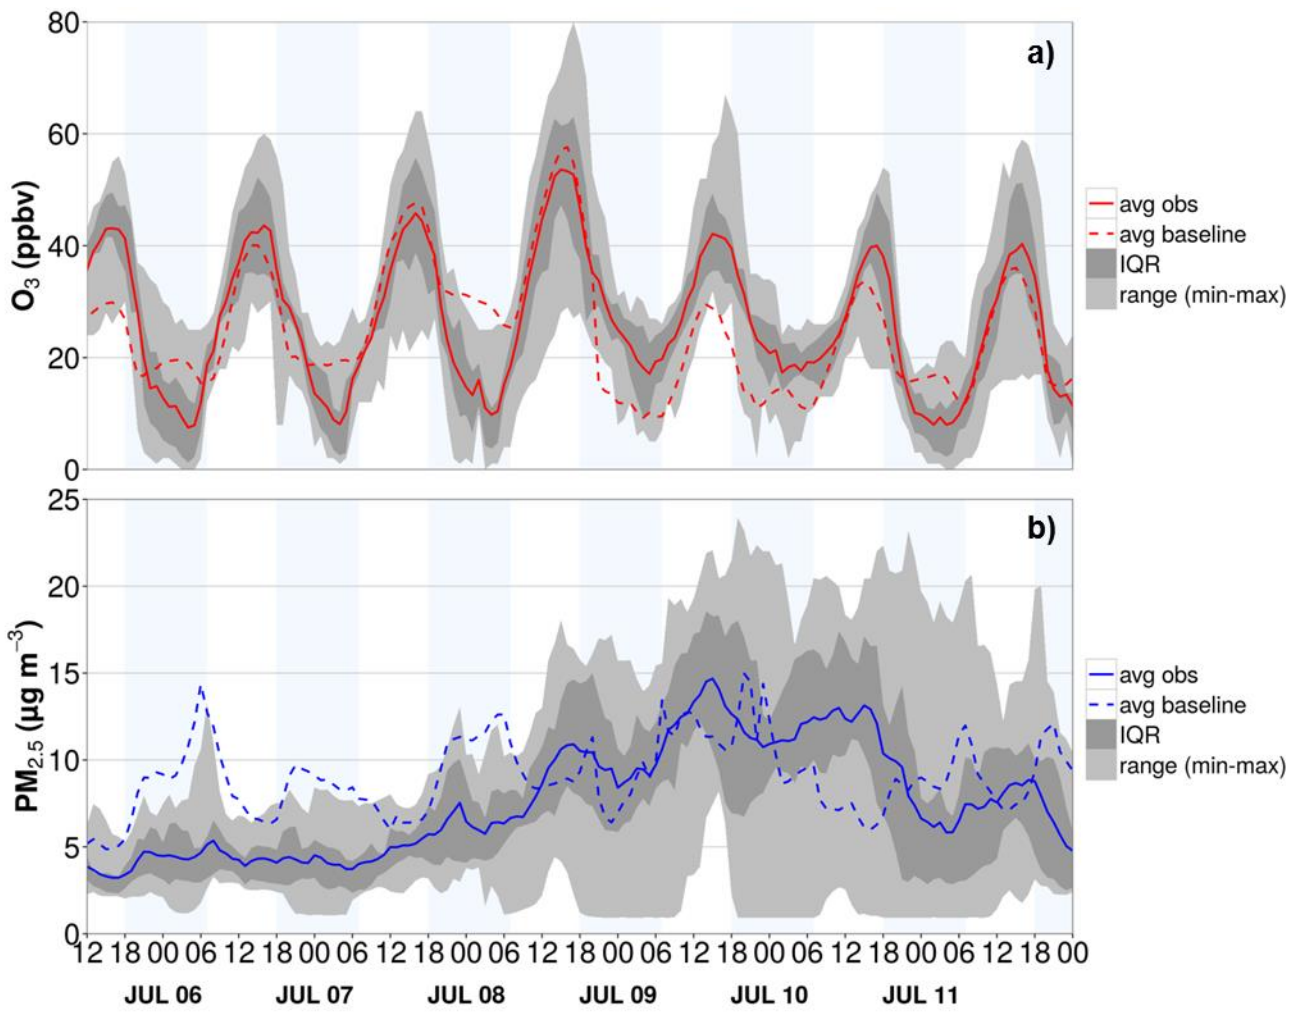 a)
80
60
40
20
0
O3 (ppbv)
avg obs
avg baseline
IQR
range (min-max)
b)
25
20
15
10
5
0
PM2.5 (µg m−3)
avg obs
avg baseline
IQR
range (min-max)
12 18 00 06 12 18 00 06 12 18 00 06 12 18 00 06 12 18 00 06 12 18 00 06 12 18 00
JUL 06 JUL 07 JUL 08 JUL 09 JUL 10 JUL 11